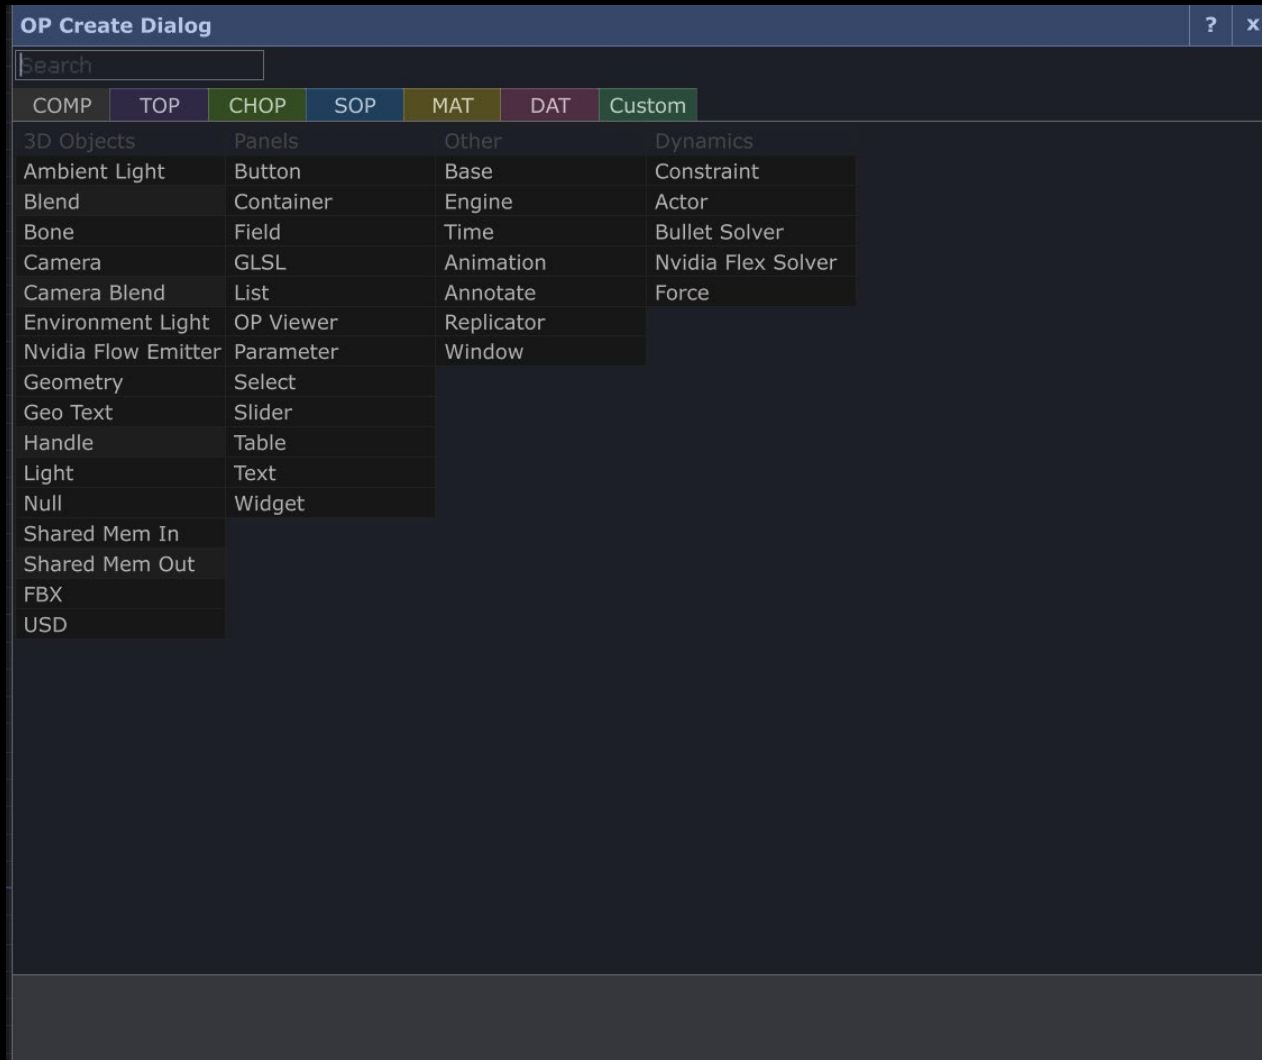 OP Create Dialog ? x
Search
COMP TOP CHOP SOP MAT DAT Custom
3D Objects Panels Other Dynamics
Ambient Light Button Base Constraint
Blend Container Engine Actor
Bone Field Time Bullet Solver
Camera GLSL Animation Nvidia Flex Solver
Camera Blend List Annotate Force
Environment Light OP Viewer Replicator
Nvidia Flow Emitter Parameter Window
Geometry Select
Geo Text Slider
Handle Table
Light Text
Null Widget
Shared Mem In
Shared Mem Out
FBX
USD